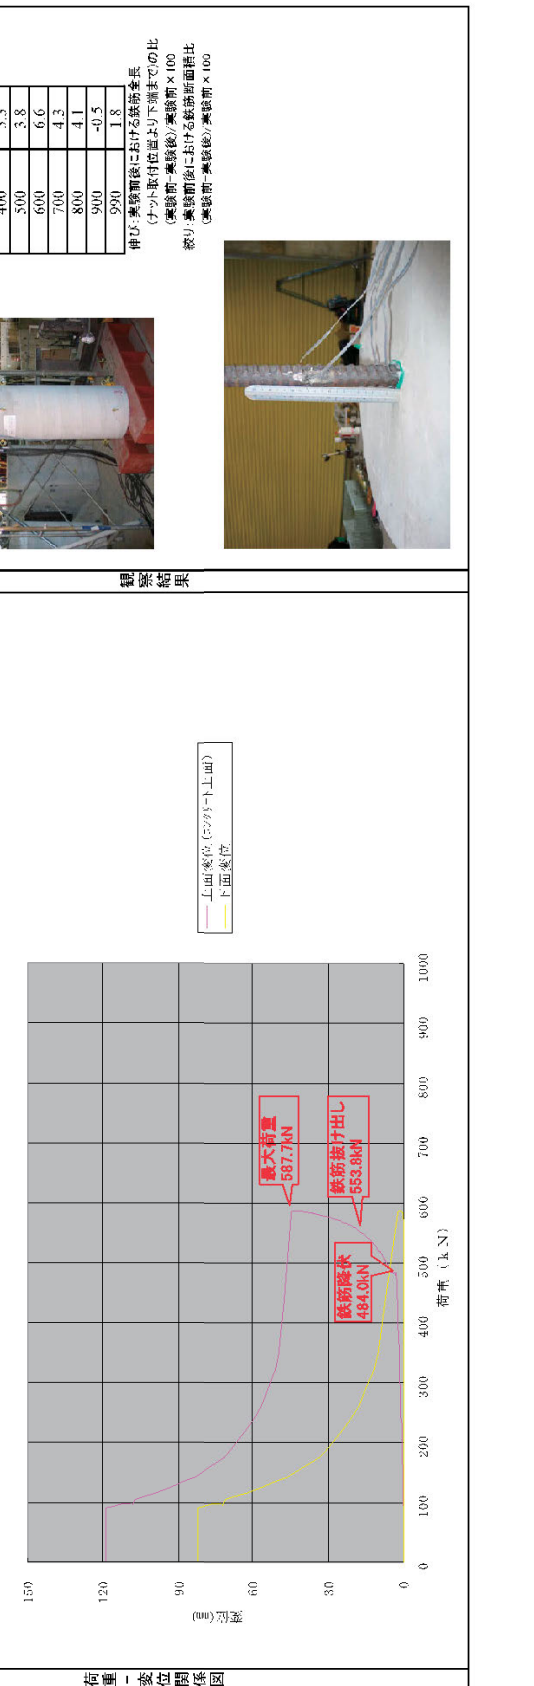 荷重－変位関係図
変位(mm)
150
120
90
60
30
0
0
100
200
300
400
500
600
700
800
900
1000
荷重（kN）
最大荷重
587.7kN
鉄筋抜け出し
553.8kN
鉄筋降伏
484.0kN
上面変位（コンクリート上面）
下面変位
観察結果
500 3.8
600 6.6
700 4.3
800 4.1
900 -0.5
990 1.8
伸び：実験前後における鉄筋全長
（ナット取付位置より下端まで）の比
（実験前－実験後）/実験前×100
絞り：実験前後における鉄筋断面積比
（実験前－実験後）/実験前×100